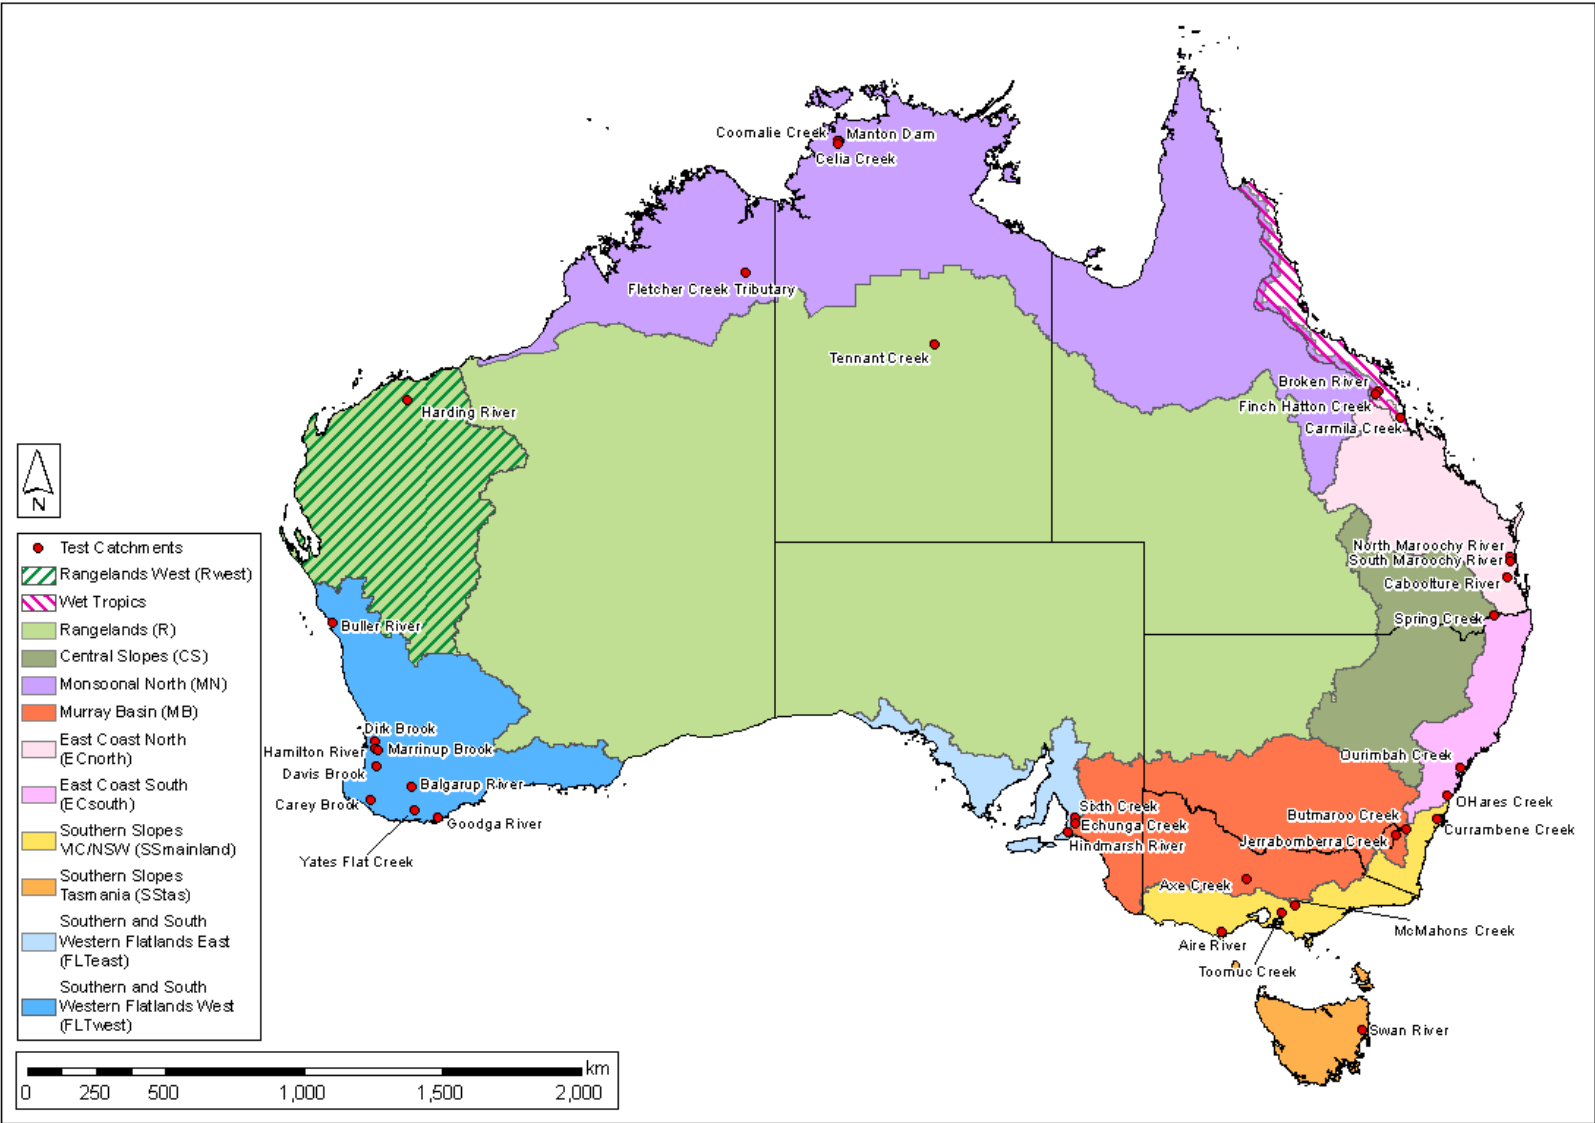 Coomalie Creek
Manton Dam
Celia Creek
Fletcher Creek Tributary
Tennant Creek
Broken River
Finch Hatton Creek
Carmila Creek
Harding River
N
Test Catchments
Rangelands West (Rwest)
Wet Tropics
Rangelands (R)
Central Slopes (CS)
Monsoonal North (MN)
Murray Basin (MB)
East Coast North
(ECnorth)
East Coast South
(ECsouth)
Southern Slopes
VIC/NSW (SSmainland)
Southern Slopes
Tasmania (SStas)
Southern and South
Western Flatlands East
(FLTeast)
Southern and South
Western Flatlands West
(FLTwest)
North Maroochy River
South Maroochy River
Caboolture River
Spring Creek
Buller River
Dirk Brook
Hamilton River
Marrinup Brook
Davis Brook
Balgarup River
Carey Brook
Goodga River
Yates Flat Creek
Ourimbah Creek
OHares Creek
Sixth Creek
Echunga Creek
Hindmarsh River
Butmaroo Creek
Currambene Creek
Jerrabomberra Creek
Axe Creek
McMahons Creek
Aire River
Toomuc Creek
Swan River
km
0 250 500 1,000 1,500 2,000